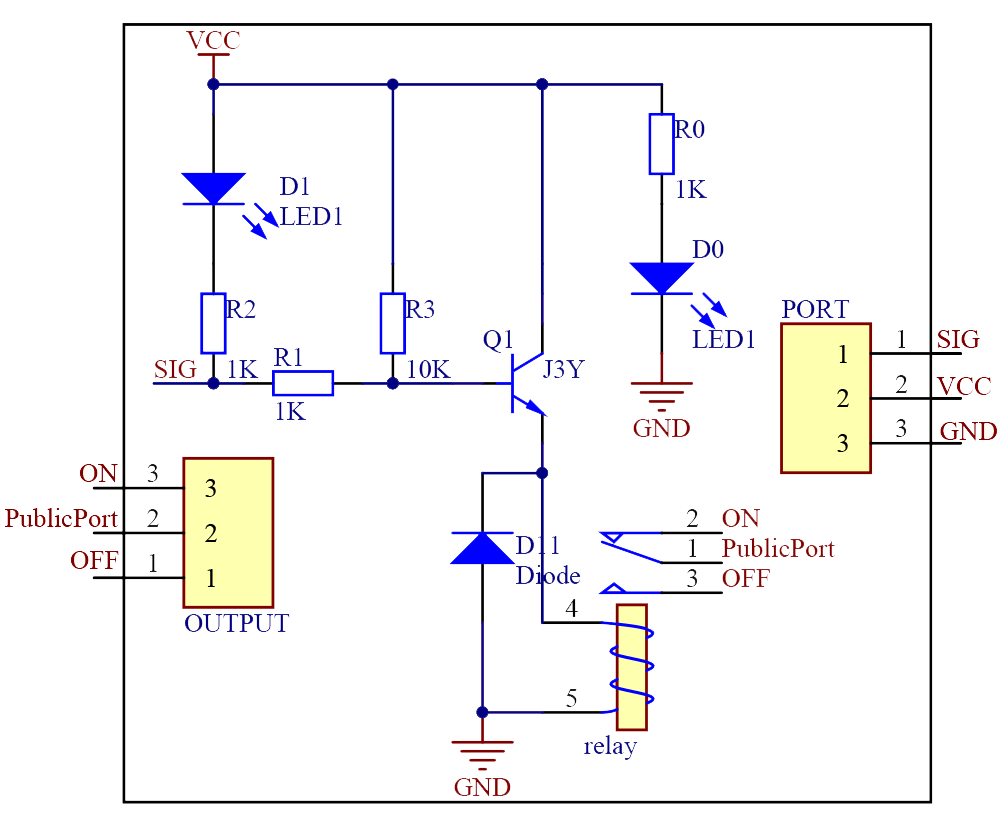 VCC
R0
1K
D1
LED1
D0
LED1
R2
1K
R3
10K
Q1
J3Y
SIG
R1
1K
GND
PORT
1
2
3
1
SIG
2
VCC
3
GND
ON
3
3
PublicPort
2
2
OFF
1
1
OUTPUT
D11
Diode
2
ON
1
PublicPort
3
OFF
4
5
relay
GND